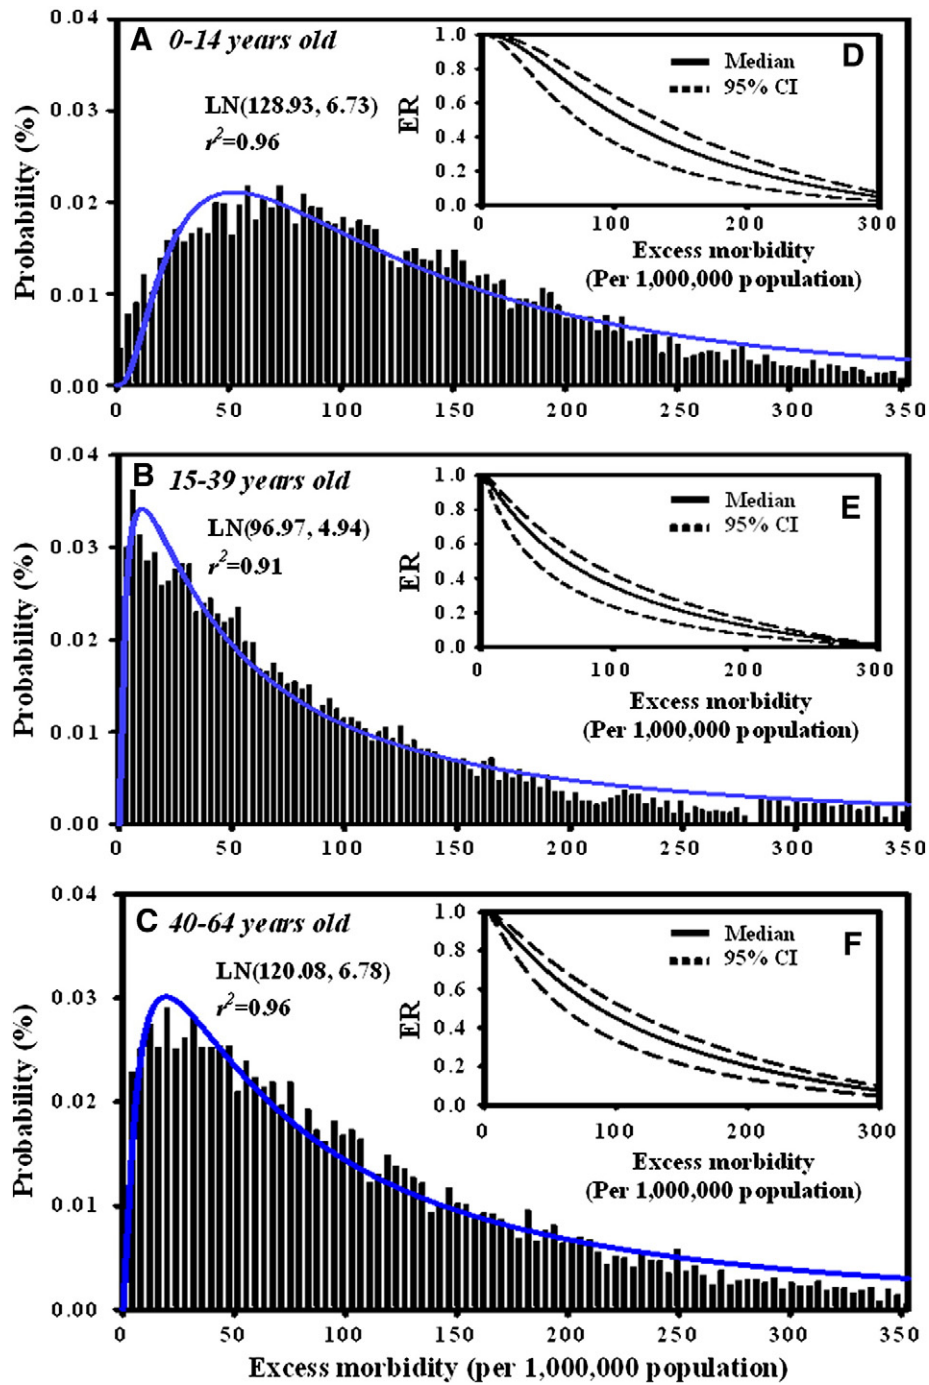 A 0-14 years old
LN(128.93, 6.73)
r²=0.96
Probability (%)
0.04
0.03
0.02
0.01
0.00
0 50 100 150 200 250 300 350
D
Median
95% CI
ER
1.0
0.8
0.6
0.4
0.2
0.0
0 100 200 300
Excess morbidity
(Per 1,000,000 population)
B 15-39 years old
LN(96.97, 4.94)
r²=0.91
Probability (%)
0.04
0.03
0.02
0.01
0.00
0 50 100 150 200 250 300 350
E
Median
95% CI
ER
1.0
0.8
0.6
0.4
0.2
0.0
0 100 200 300
Excess morbidity
(Per 1,000,000 population)
C 40-64 years old
LN(120.08, 6.78)
r²=0.96
Probability (%)
0.04
0.03
0.02
0.01
0.00
0 50 100 150 200 250 300 350
F
Median
95% CI
ER
1.0
0.8
0.6
0.4
0.2
0.0
0 100 200 300
Excess morbidity
(Per 1,000,000 population)
Excess morbidity (per 1,000,000 population)